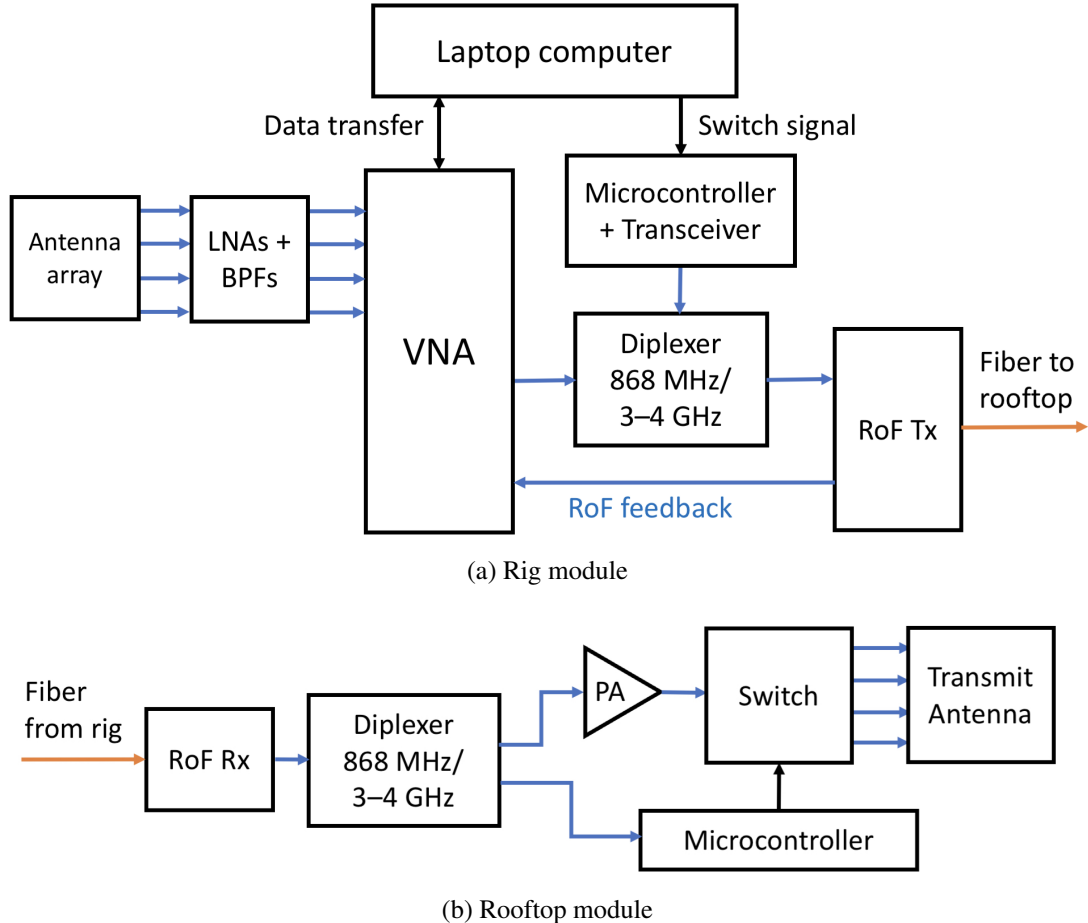 Laptop computer
Data transfer
Switch signal
Microcontroller
+ Transceiver
Antenna
array
LNAs +
BPFs
VNA
Diplexer
868 MHz/
3–4 GHz
RoF Tx
Fiber to
rooftop
RoF feedback
(a) Rig module
Fiber
from rig
RoF Rx
Diplexer
868 MHz/
3–4 GHz
PA
Switch
Transmit
Antenna
Microcontroller
(b) Rooftop module